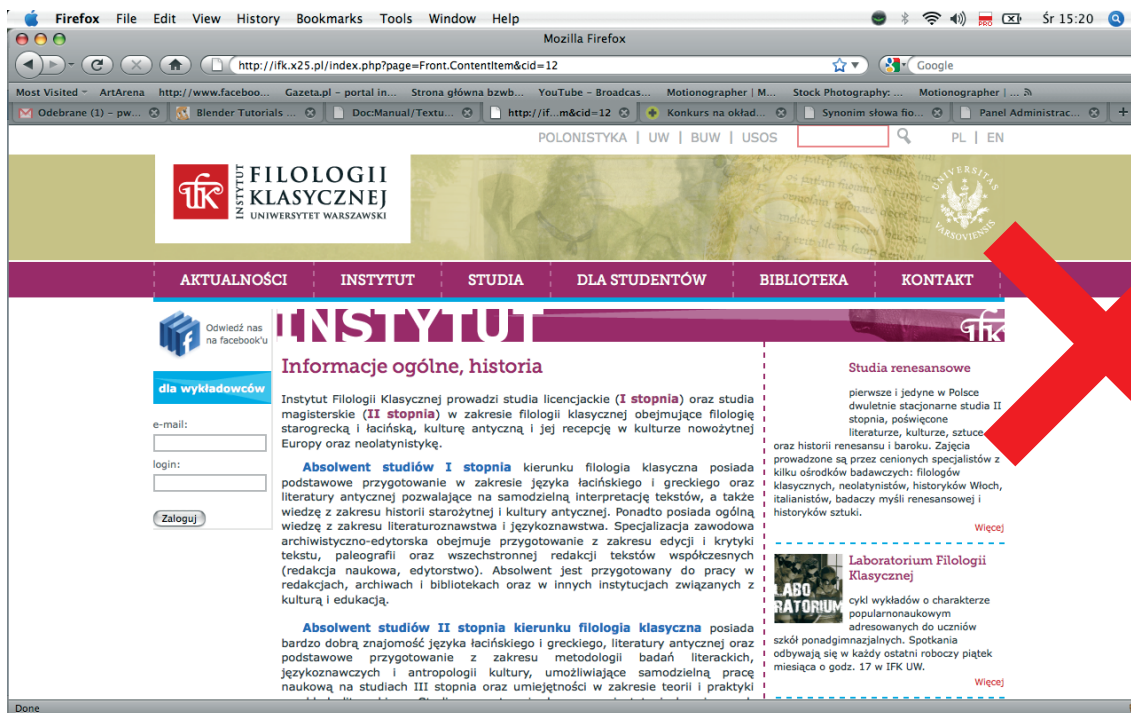 Firefox File Edit View History Bookmarks Tools Window Help
PRO
Śr 15:20
Mozilla Firefox
http://ifk.x25.pl/index.php?page=Front.ContentItem&cid=12
Google
Most Visited ArtArena http://www.faceboo... Gazeta.pl – portal in... Strona główna bzwb... YouTube – Broadcas... Motionographer | M... Stock Photography: ... Motionographer | ...
Odebrane (1) – pw... Blender Tutorials ... Doc:Manual/Textu... http://if...m&cid=12 Konkurs na okład... Synonim słowa fio... Panel Administrac...
POLONISTYKA | UW | BUW | USOS
PL | EN
ifk
INSTYTUT
FILOLOGII
KLASYCZNEJ
UNIWERSYTET WARSZAWSKI
UNIVERSITAS
VARSOVIENSIS
AKTUALNOŚCI INSTYTUT STUDIA DLA STUDENTÓW BIBLIOTEKA KONTAKT
Odwiedź nas
na facebook'u
dla wykładowców
e-mail:
login:
Zaloguj
INSTYTUT
ifk
Informacje ogólne, historia
Instytut Filologii Klasycznej prowadzi studia licencjackie (I stopnia) oraz studia
magisterskie (II stopnia) w zakresie filologii klasycznej obejmujące filologię
starogrecką i łacińską, kulturę antyczną i jej recepcję w kulturze nowożytnej
Europy oraz neolatynistykę.
Absolwent studiów I stopnia kierunku filologia klasyczna posiada
podstawowe przygotowanie w zakresie języka łacińskiego i greckiego oraz
literatury antycznej pozwalające na samodzielną interpretację tekstów, a także
wiedzę z zakresu historii starożytnej i kultury antycznej. Ponadto posiada ogólną
wiedzę z zakresu literaturoznawstwa i językoznawstwa. Specjalizacja zawodowa
archiwistyczno-edytorska obejmuje przygotowanie z zakresu edycji i krytyki
tekstu, paleografii oraz wszechstronnej redakcji tekstów współczesnych
(redakcja naukowa, edytorstwo). Absolwent jest przygotowany do pracy w
redakcjach, archiwach i bibliotekach oraz w innych instytucjach związanych z
kulturą i edukacją.
Absolwent studiów II stopnia kierunku filologia klasyczna posiada
bardzo dobrą znajomość języka łacińskiego i greckiego, literatury antycznej oraz
podstawowe przygotowanie z zakresu metodologii badań literackich,
językoznawczych i antropologii kultury, umożliwiające samodzielną pracę
naukową na studiach III stopnia oraz umiejętności w zakresie teorii i praktyki
Studia renesansowe
pierwsze i jedyne w Polsce
dwuletnie stacjonarne studia II
stopnia, poświęcone
literaturze, kulturze, sztuce
oraz historii renesansu i baroku. Zajęcia
prowadzone są przez cenionych specjalistów z
kilku ośrodków badawczych: filologów
klasycznych, neolatynistów, historyków Włoch,
italianistów, badaczy myśli renesansowej i
historyków sztuki.
Więcej
LABO
RATORIUM
Laboratorium Filologii
Klasycznej
cykl wykładów o charakterze
popularnonaukowym
adresowanych do uczniów
szkół ponadgimnazjalnych. Spotkania
odbywają się w każdy ostatni roboczy piątek
miesiąca o godz. 17 w IFK UW.
Więcej
Done